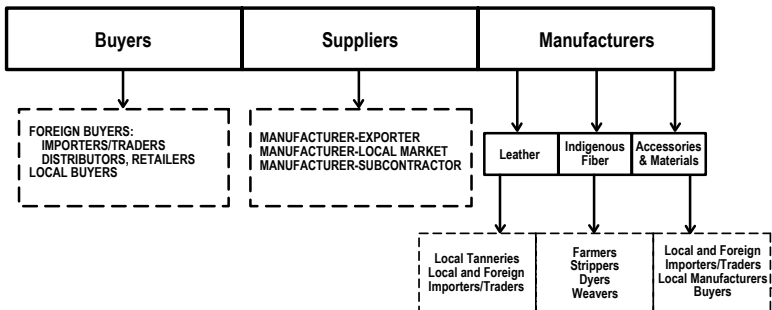 Buyers
Suppliers
Manufacturers
FOREIGN BUYERS:
IMPORTERS/TRADERS
DISTRIBUTORS, RETAILERS
LOCAL BUYERS
MANUFACTURER-EXPORTER
MANUFACTURER-LOCAL MARKET
MANUFACTURER-SUBCONTRACTOR
Leather
Indigenous
Fiber
Accessories
& Materials
Local Tanneries
Local and Foreign
Importers/Traders
Farmers
Strippers
Dyers
Weavers
Local and Foreign
Importers/Traders
Local Manufacturers
Buyers